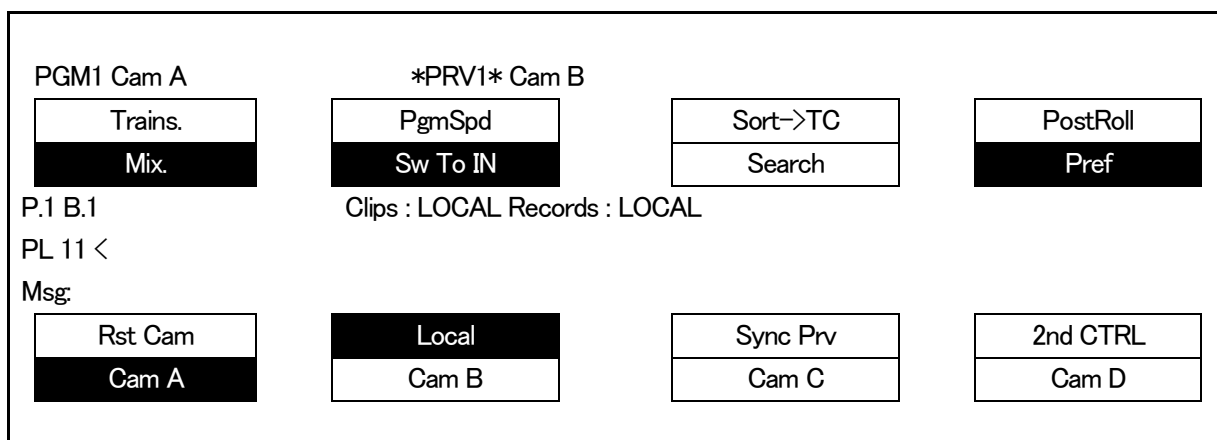 PGM1 Cam A *PRV1* Cam B
Trains. PgmSpd Sort->TC PostRoll
Mix. Sw To IN Search Pref
P.1 B.1 Clips : LOCAL Records : LOCAL
PL 11 <
Msg:
Rst Cam Local Sync Prv 2nd CTRL
Cam A Cam B Cam C Cam D